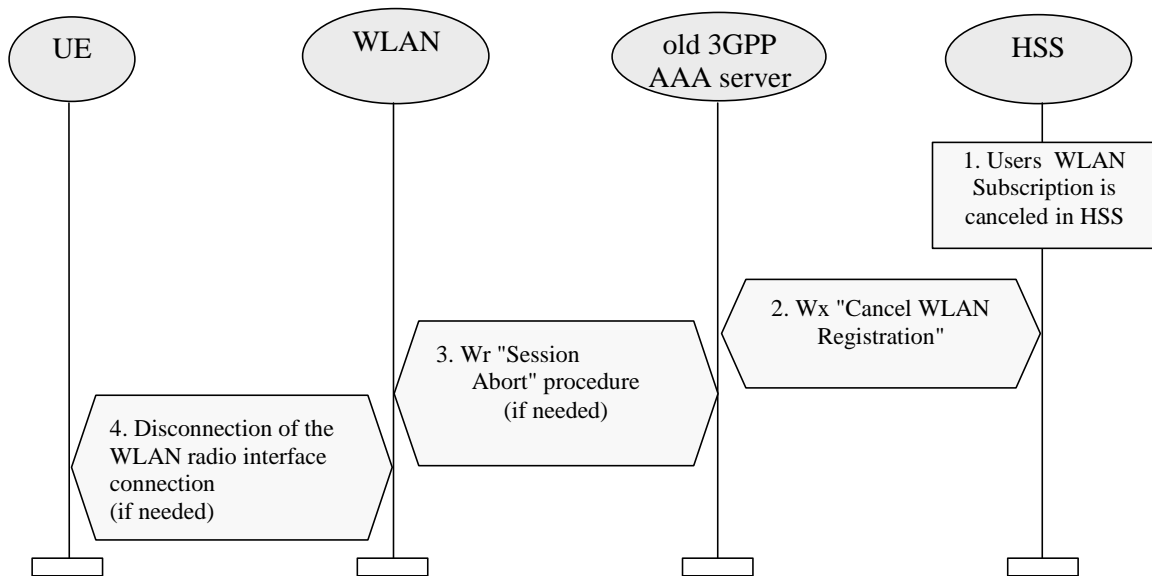 UE
WLAN
old 3GPP
AAA server
HSS
1. Users WLAN
Subscription is
canceled in HSS
2. Wx "Cancel WLAN
Registration"
3. Wr "Session
Abort" procedure
(if needed)
4. Disconnection of the
WLAN radio interface
connection
(if needed)